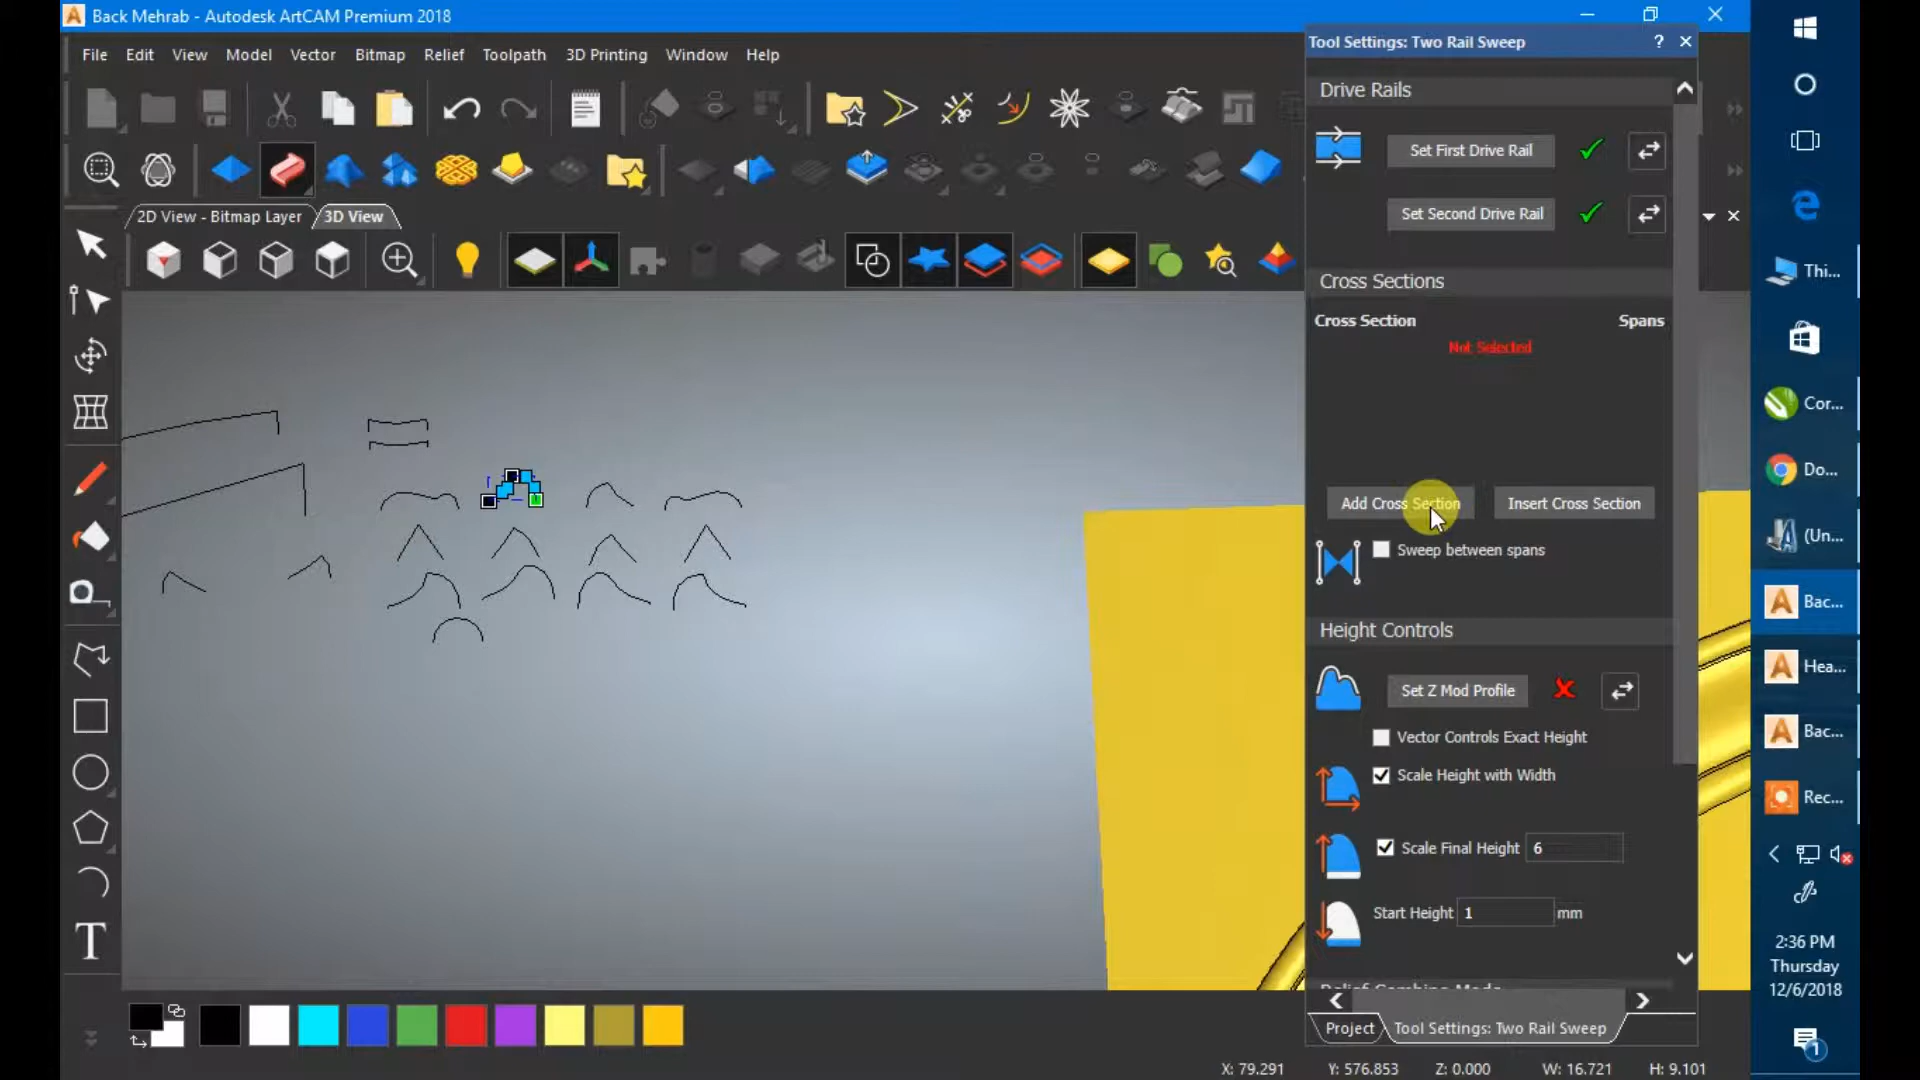 Back Mehrab - Autodesk ArtCAM Premium 2018
File Edit View Model Vector Bitmap Relief Toolpath 3D Printing Window Help
2D View - Bitmap Layer 3D View
Tool Settings: Two Rail Sweep ?
Drive Rails
Set First Drive Rail
Set Second Drive Rail
Cross Sections
Cross Section Spans
Not Selected
Add Cross Section Insert Cross Section
Sweep between spans
Height Controls
Set Z Mod Profile
Vector Controls Exact Height
Scale Height with Width
Scale Final Height 6
Start Height 1 mm
Project Tool Settings: Two Rail Sweep
X: 79.291 Y: 576.853 Z: 0.000 W: 16.721 H: 9.101
T
Thi...
Cor...
Do...
(Un...
Bac...
Hea...
Bac...
Rec...
2:36 PM
Thursday
12/6/2018
1